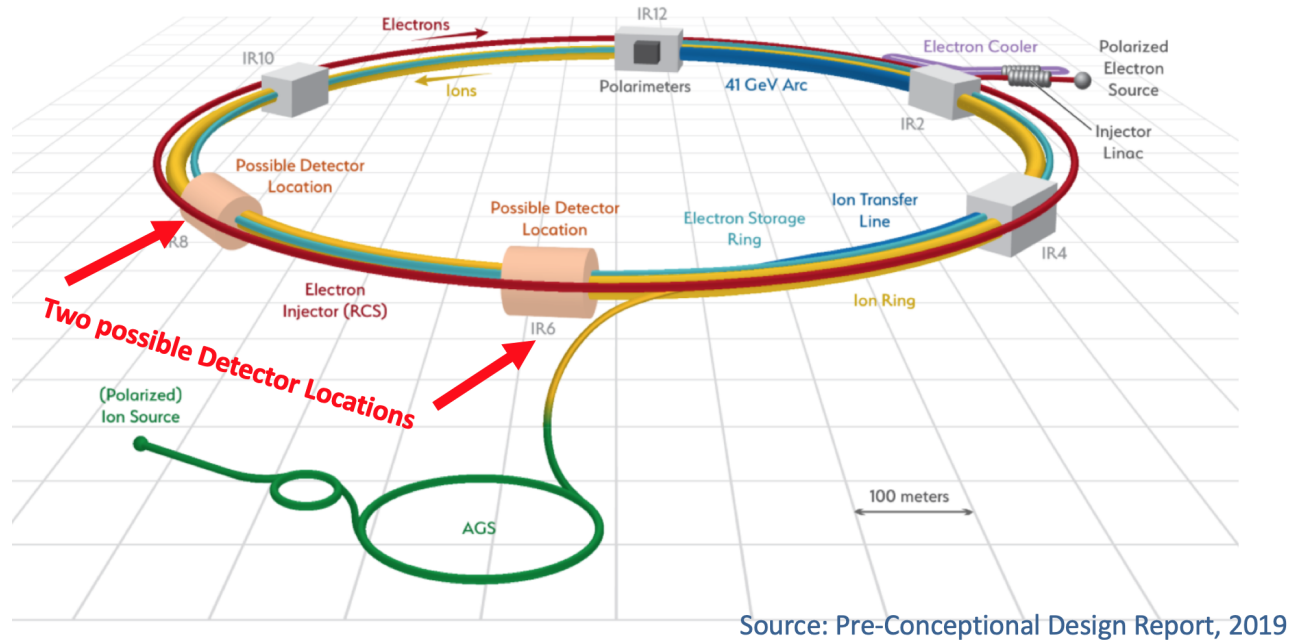 IR12
Electrons
IR10
Ions
Polarimeters
41 GeV Arc
Electron Cooler
Polarized
Electron
Source
IR2
Injector
Linac
Possible Detector
Location
Possible Detector
Location
Electron Storage
Ring
Ion Transfer
Line
IR8
IR4
Electron
Injector (RCS)
Ion Ring
IR6
Two possible Detector Locations
(Polarized)
Ion Source
AGS
100 meters
Source: Pre-Conceptional Design Report, 2019